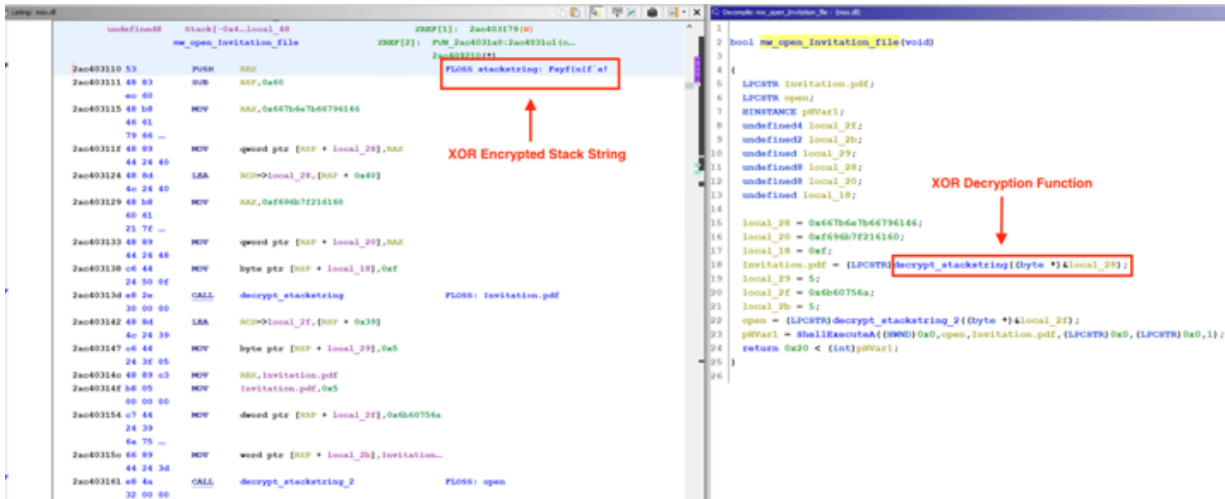 Listing: mso.dll
undefined8 Stack[-0x4...local_48 XREF[1]: 2ac403179(W)
mw_open_Invitation_file XREF[2]: FUN_2ac4031a0:2ac4031c1(c…
2ac409210(*)
2ac403110 53 PUSH RBX FLOSS stackstring: Fayf{n{f`a!
2ac403111 48 83 SUB RSP,0x60
ec 60
2ac403115 48 b8 MOV RAX,0x667b6e7b66796146
46 61
79 66 …
2ac40311f 48 89 MOV qword ptr [RSP + local_28],RAX
44 24 40
2ac403124 48 8d LEA RCX=>local_28,[RSP + 0x40]
4c 24 40
2ac403129 48 b8 MOV RAX,0xf696b7f216160
60 61
21 7f …
2ac403133 48 89 MOV qword ptr [RSP + local_20],RAX
44 24 48
2ac403138 c6 44 MOV byte ptr [RSP + local_18],0xf
24 50 0f
2ac40313d e8 2e CALL decrypt_stackstring FLOSS: Invitation.pdf
30 00 00
2ac403142 48 8d LEA RCX=>local_2f,[RSP + 0x39]
4c 24 39
2ac403147 c6 44 MOV byte ptr [RSP + local_29],0x5
24 3f 05
2ac40314c 48 89 c3 MOV RBX,Invitation.pdf
2ac40314f b8 05 MOV Invitation.pdf,0x5
00 00 00
2ac403154 c7 44 MOV dword ptr [RSP + local_2f],0x6b60756a
24 39
6a 75 …
2ac40315c 66 89 MOV word ptr [RSP + local_2b],Invitation…
44 24 3d
2ac403161 e8 4a CALL decrypt_stackstring_2 FLOSS: open
32 00 00
XOR Encrypted Stack String
Decompile: mw_open_Invitation_file - (mso.dll)
1
2 bool mw_open_Invitation_file(void)
3
4 {
5 LPCSTR Invitation.pdf;
6 LPCSTR open;
7 HINSTANCE pHVar1;
8 undefined4 local_2f;
9 undefined2 local_2b;
10 undefined local_29;
11 undefined8 local_28;
12 undefined8 local_20;
13 undefined local_18;
14
15 local_28 = 0x667b6e7b66796146;
16 local_20 = 0xf696b7f216160;
17 local_18 = 0xf;
18 Invitation.pdf = (LPCSTR)decrypt_stackstring((byte *)&local_28);
19 local_29 = 5;
20 local_2f = 0x6b60756a;
21 local_2b = 5;
22 open = (LPCSTR)decrypt_stackstring_2((byte *)&local_2f);
23 pHVar1 = ShellExecuteA((HWND)0x0,open,Invitation.pdf,(LPCSTR)0x0,(LPCSTR)0x0,1);
24 return 0x20 < (int)pHVar1;
25 }
26
XOR Decryption Function